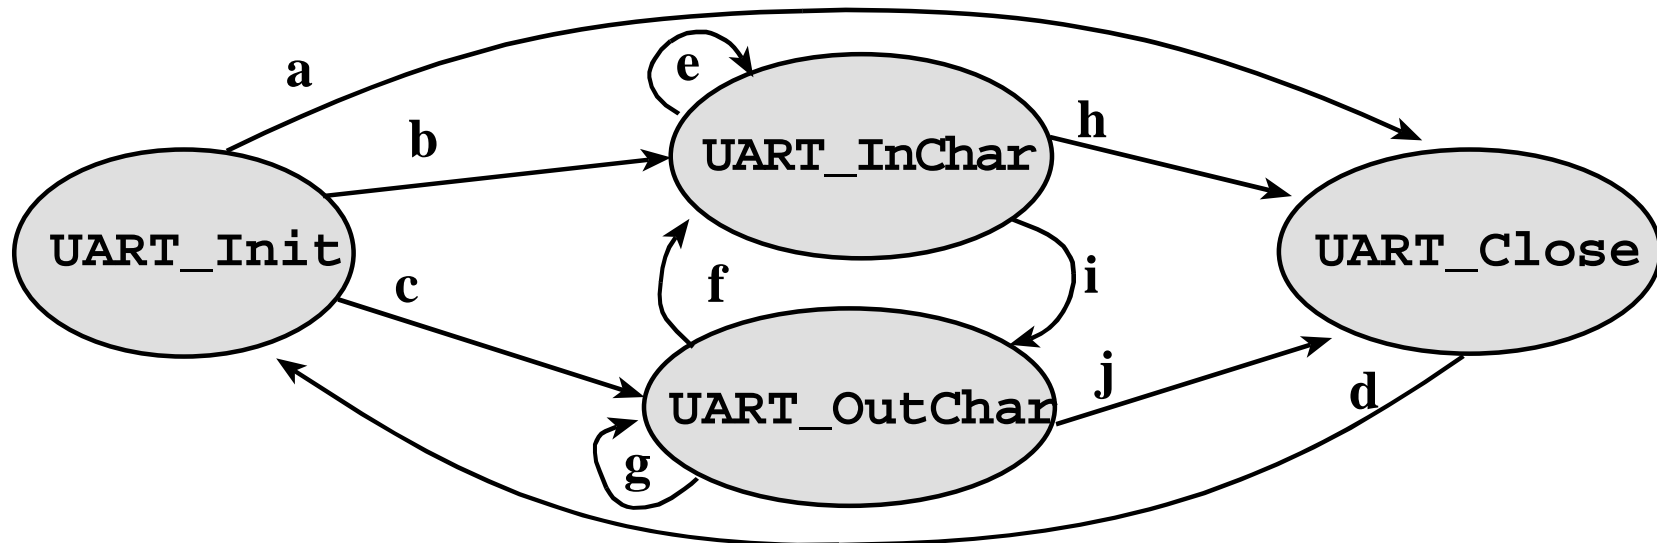 a
e
b
h
UART_InChar
UART_Init
UART_Close
c
f
i
j
d
UART_OutChar
g